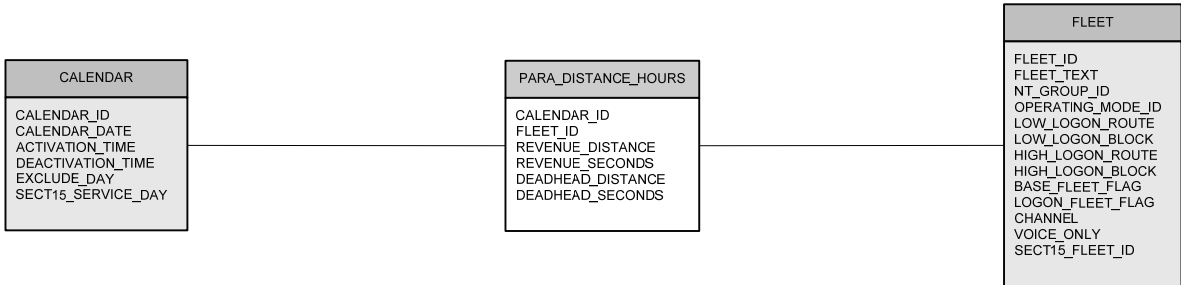 CALENDAR
CALENDAR_ID
CALENDAR_DATE
ACTIVATION_TIME
DEACTIVATION_TIME
EXCLUDE_DAY
SECT15_SERVICE_DAY
PARA_DISTANCE_HOURS
CALENDAR_ID
FLEET_ID
REVENUE_DISTANCE
REVENUE_SECONDS
DEADHEAD_DISTANCE
DEADHEAD_SECONDS
FLEET
FLEET_ID
FLEET_TEXT
NT_GROUP_ID
OPERATING_MODE_ID
LOW_LOGON_ROUTE
LOW_LOGON_BLOCK
HIGH_LOGON_ROUTE
HIGH_LOGON_BLOCK
BASE_FLEET_FLAG
LOGON_FLEET_FLAG
CHANNEL
VOICE_ONLY
SECT15_FLEET_ID